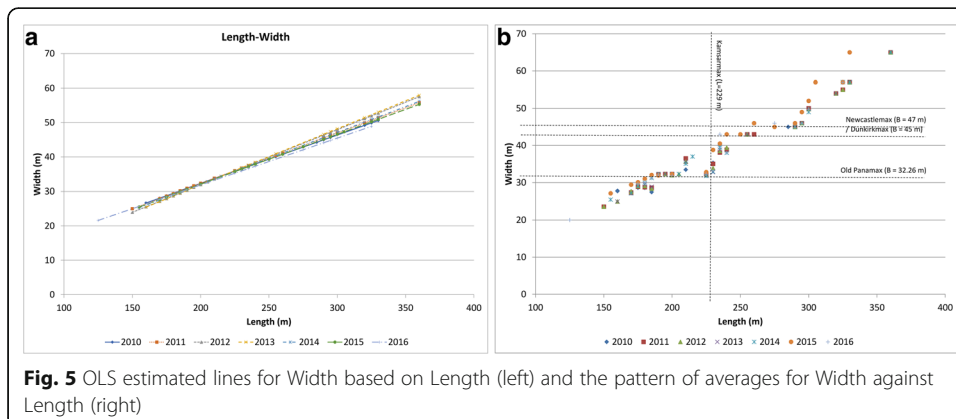 a
Length-Width
Width (m)
70
60
50
40
30
20
10
0
100 150 200 250 300 350 400
Length (m)
2010 2011 2012 2013 2014 2015 2016
b
Width (m)
70
60
50
40
30
20
10
0
Kamsarmax (L=229 m)
Newcastlemax (B = 47 m)
/ Dunkirkmax (B = 45 m)
Old Panamax (B = 32.26 m)
100 150 200 250 300 350 400
Length (m)
2010 2011 2012 2013 2014 2015 2016
Fig. 5 OLS estimated lines for Width based on Length (left) and the pattern of averages for Width against
Length (right)